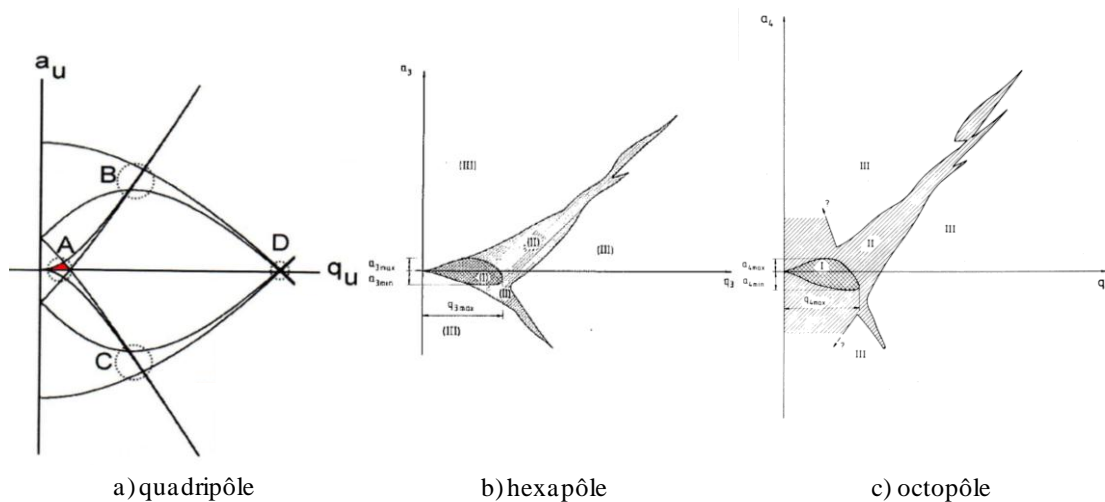 a_u
B
A
D
q_u
C
a) quadripôle
a_3
(III)
(II)
(III)
(I)
(II)
a_3max
a_3min
q_3max
q_3
(III)
b) hexapôle
a_4
III
III
?
II
I
a_4max
a_4min
q_4max
q
?
III
c) octopôle